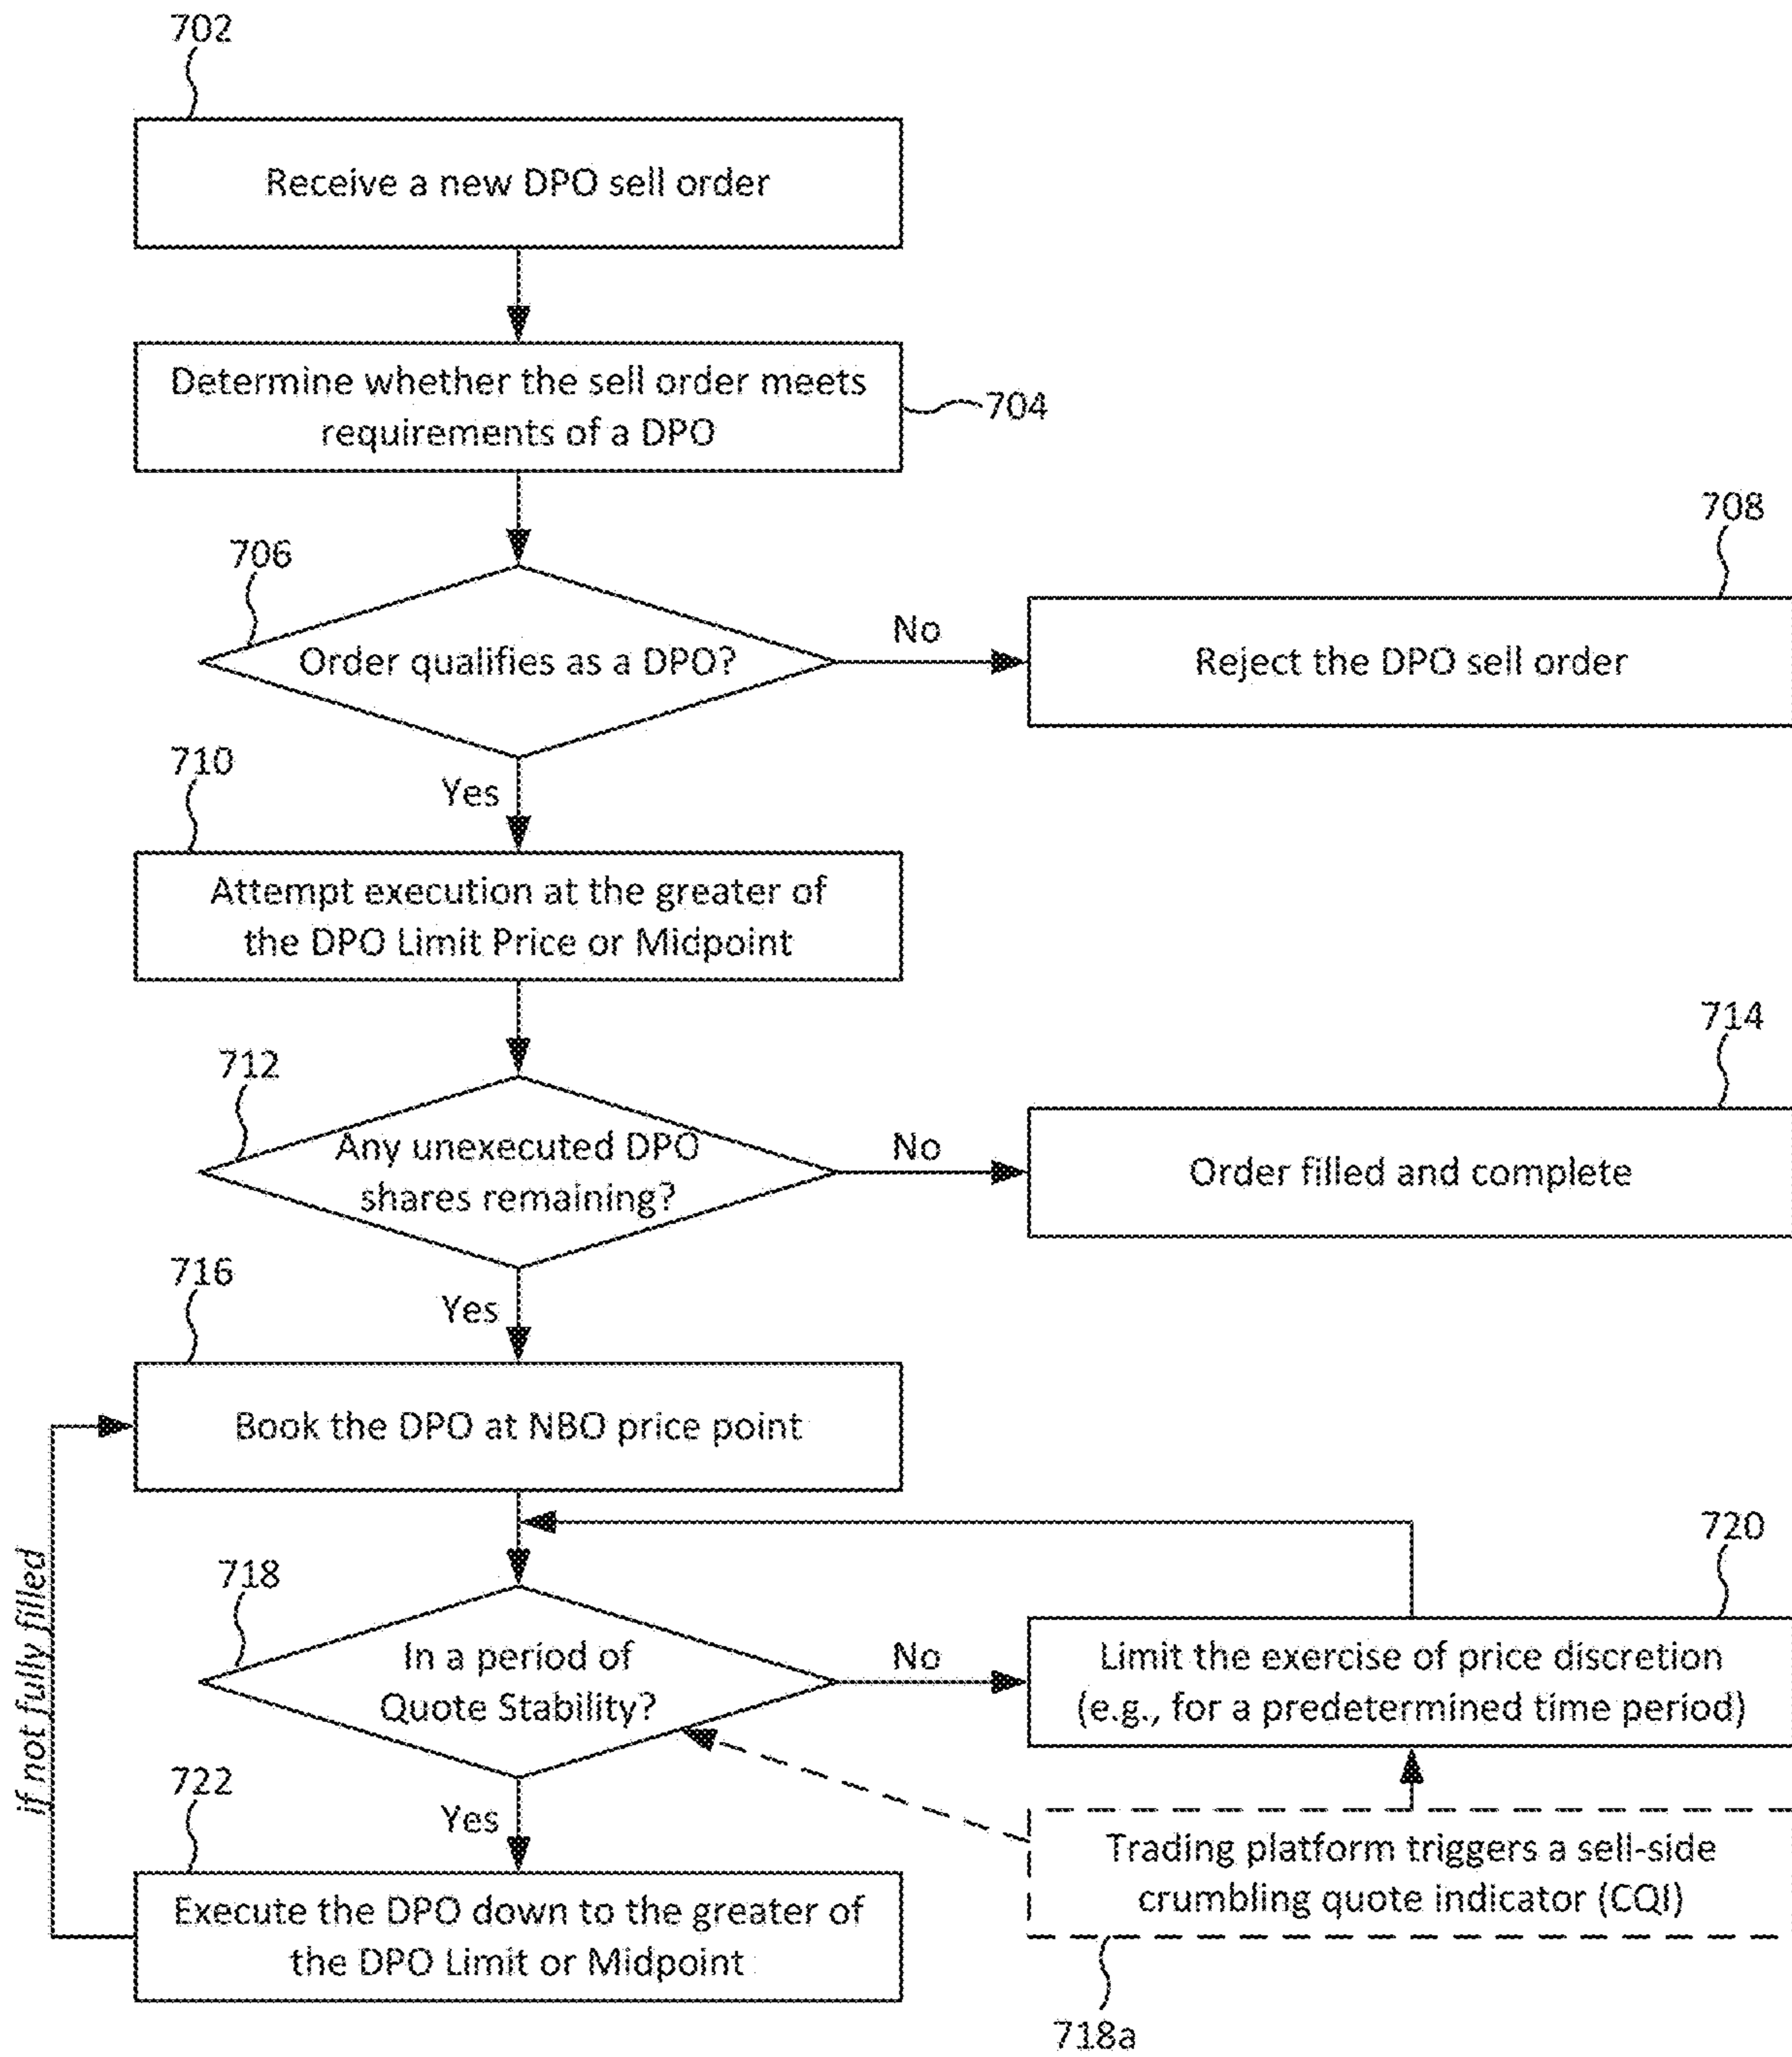 702
Receive a new DPO sell order
Determine whether the sell order meets
requirements of a DPO
704
706
Order qualifies as a DPO?
No
708
Reject the DPO sell order
Yes
710
Attempt execution at the greater of
the DPO Limit Price or Midpoint
712
Any unexecuted DPO
shares remaining?
No
714
Order filled and complete
Yes
716
Book the DPO at NBO price point
if not fully filled
718
In a period of
Quote Stability?
No
720
Limit the exercise of price discretion
(e.g., for a predetermined time period)
Yes
722
Execute the DPO down to the greater of
the DPO Limit or Midpoint
Trading platform triggers a sell-side
crumbling quote indicator (CQI)
718a